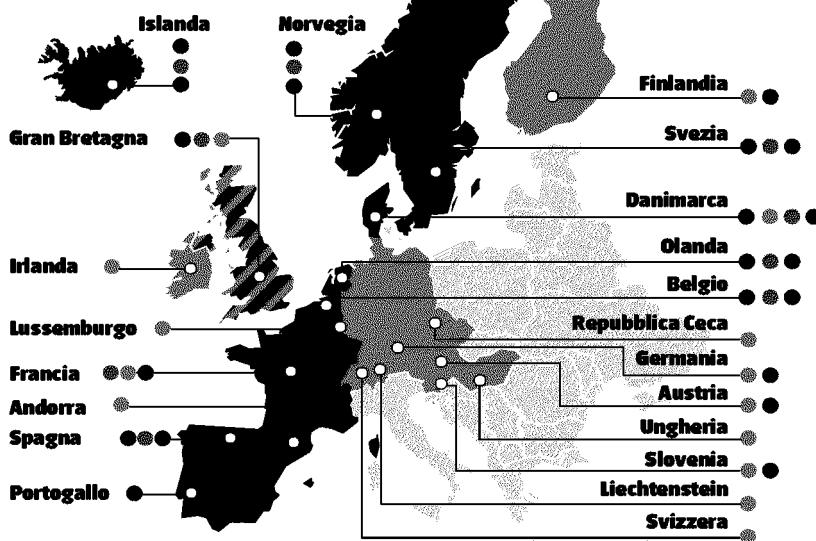 Islanda
Norvegia
Finlandia
Gran Bretagna
Svezia
Danimarca
Irlanda
Olanda
Belgio
Lussemburgo
Repubblica Ceca
Germania
Francia
Austria
Andorra
Ungheria
Spagna
Slovenia
Portogallo
Liechtenstein
Svizzera